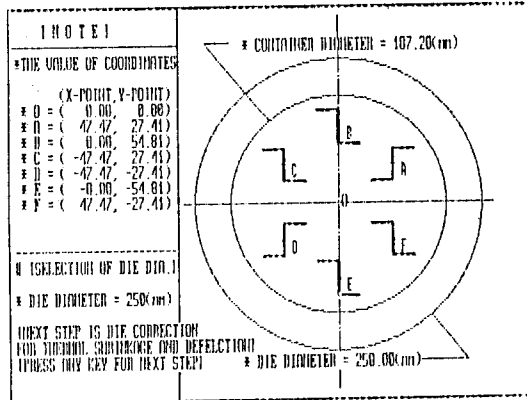 [NOTE]
*THE VALUE OF COORDINATES
(X-POINT,Y-POINT)
* O = ( 0.00, 0.00)
* A = ( 47.47, 27.41)
* B = ( 0.00, 54.81)
* C = (-47.47, 27.41)
* D = (-47.47, -27.41)
* E = ( -0.00, -54.81)
* F = ( 47.47, -27.41)
# [SELECTION OF DIE DIA.]
* DIE DIAMETER = 250(mm)
[NEXT STEP IS DIE CORRECTION
FOR THERMAL SHRINKAGE AND DEFELCTION]
[PRESS ANY KEY FOR NEXT STEP]
* CONTAINER DIAMETER = 187.20(mm)
B
C
A
O
D
F
E
* DIE DIAMETER = 250.00(mm)